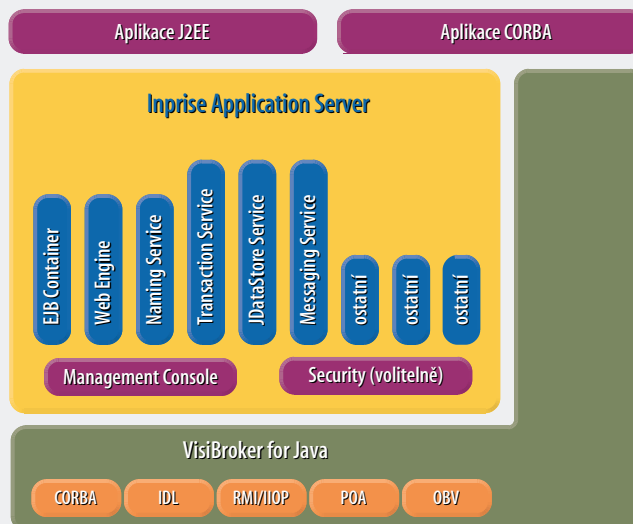 Aplikace J2EE
Aplikace CORBA
Inprise Application Server
EJB Container
Web Engine
Naming Service
Transaction Service
JDataStore Service
Messaging Service
ostatní
ostatní
ostatní
Management Console
Security (volitelně)
VisiBroker for Java
CORBA
IDL
RMI/IIOP
POA
OBV